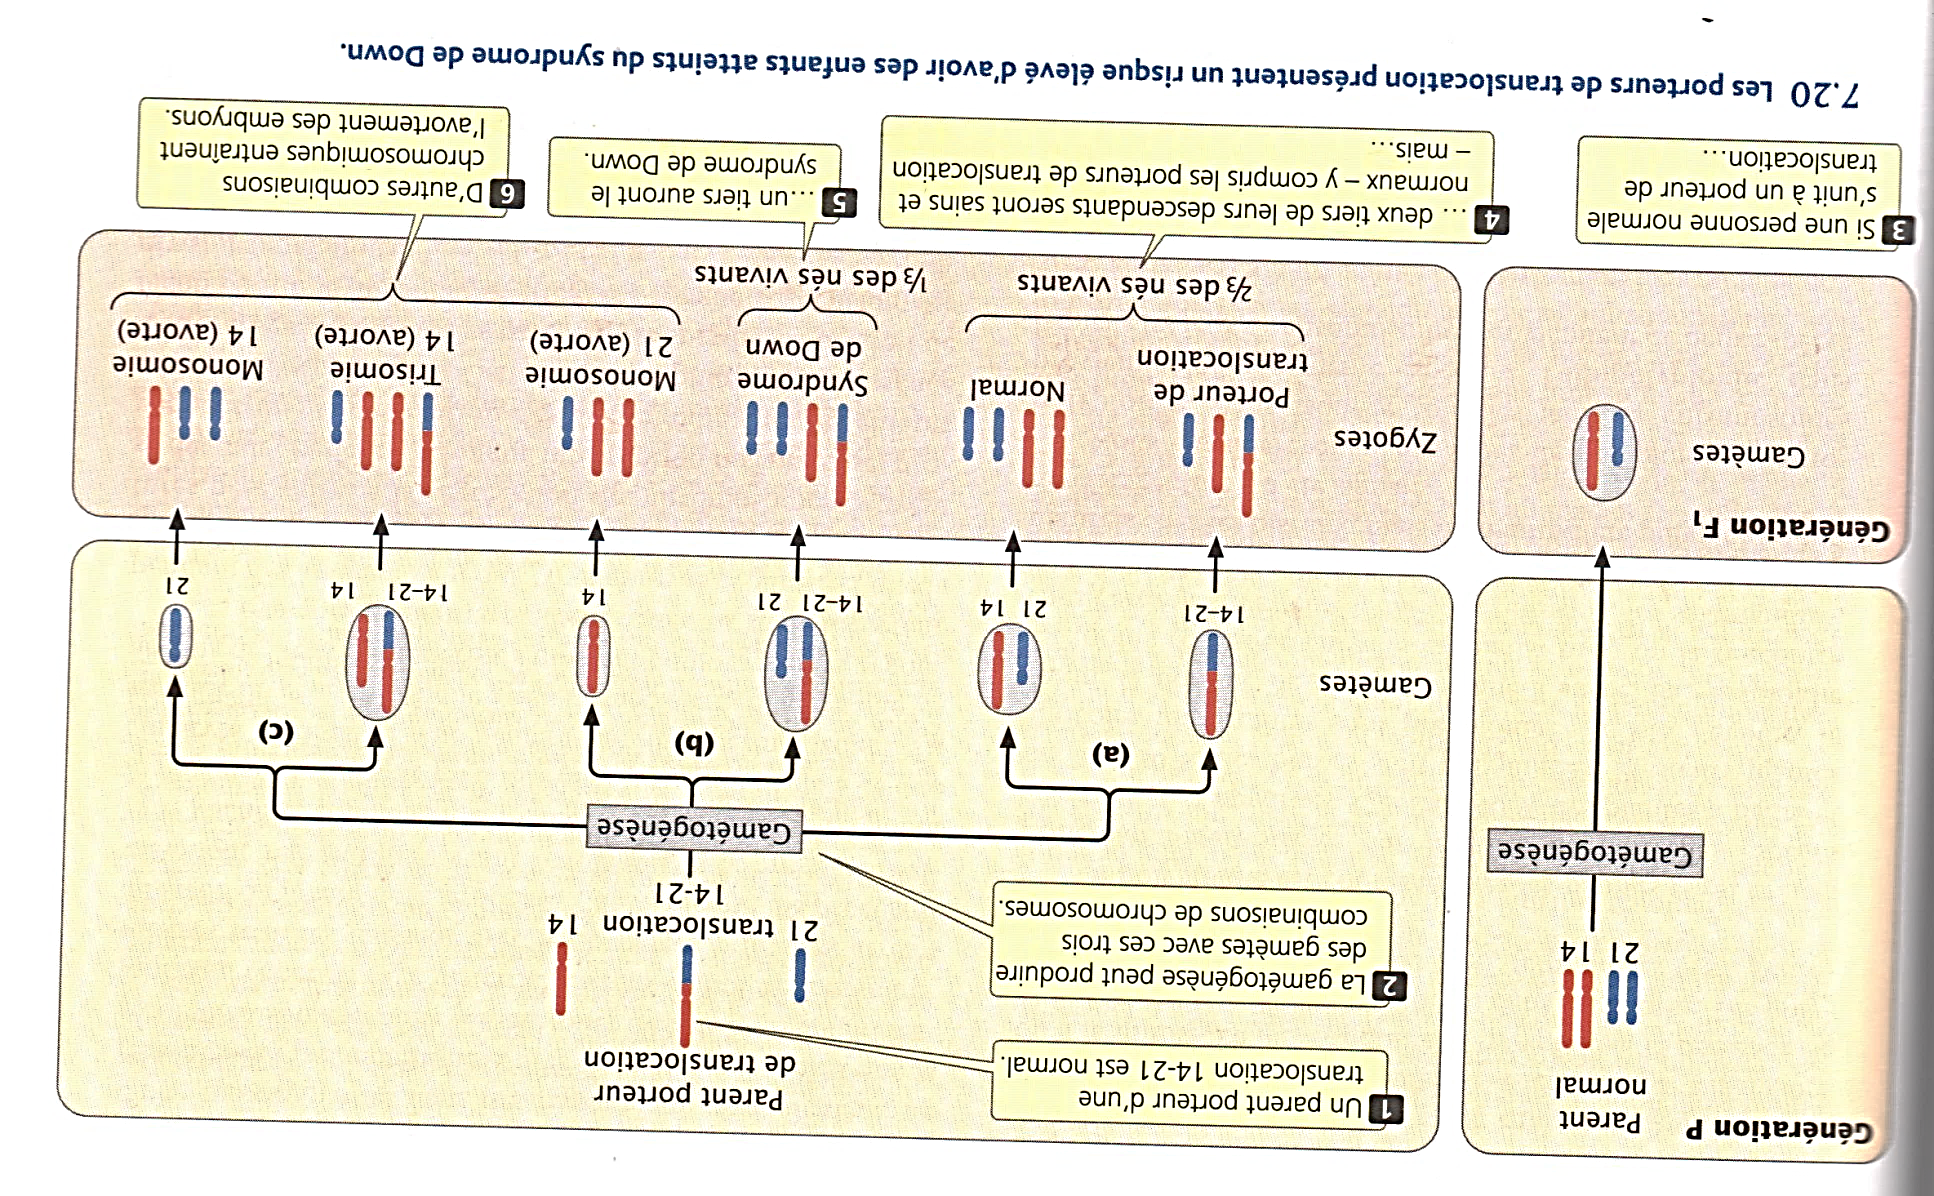 Génération P
Parent
normal
21 14
Gamétogénèse
Parent porteur
de translocation
21 translocation 14
14-21
Gamétogénèse
1 Un parent porteur d'une
translocation 14-21 est normal.
2 La gamétogénèse peut produire
des gamètes avec ces trois
combinaisons de chromosomes.
(a)
(b)
(c)
Gamètes
14–21
21 14
14–21 21
14
14–21 14
21
Génération F1
Gamètes
Zygotes
Porteur de
translocation
Normal
Syndrome
de Down
Monosomie
21 (avorte)
Trisomie
14 (avorte)
Monosomie
14 (avorte)
2/3 des nés vivants
1/3 des nés vivants
3 Si une personne normale
s'unit à un porteur de
translocation...
4 ... deux tiers de leurs descendants seront sains et
normaux – y compris les porteurs de translocation
– mais...
5 ...un tiers auront le
syndrome de Down.
6 D'autres combinaisons
chromosomiques entraînent
l'avortement des embryons.
7.20 Les porteurs de translocation présentent un risque élevé d'avoir des enfants atteints du syndrome de Down.